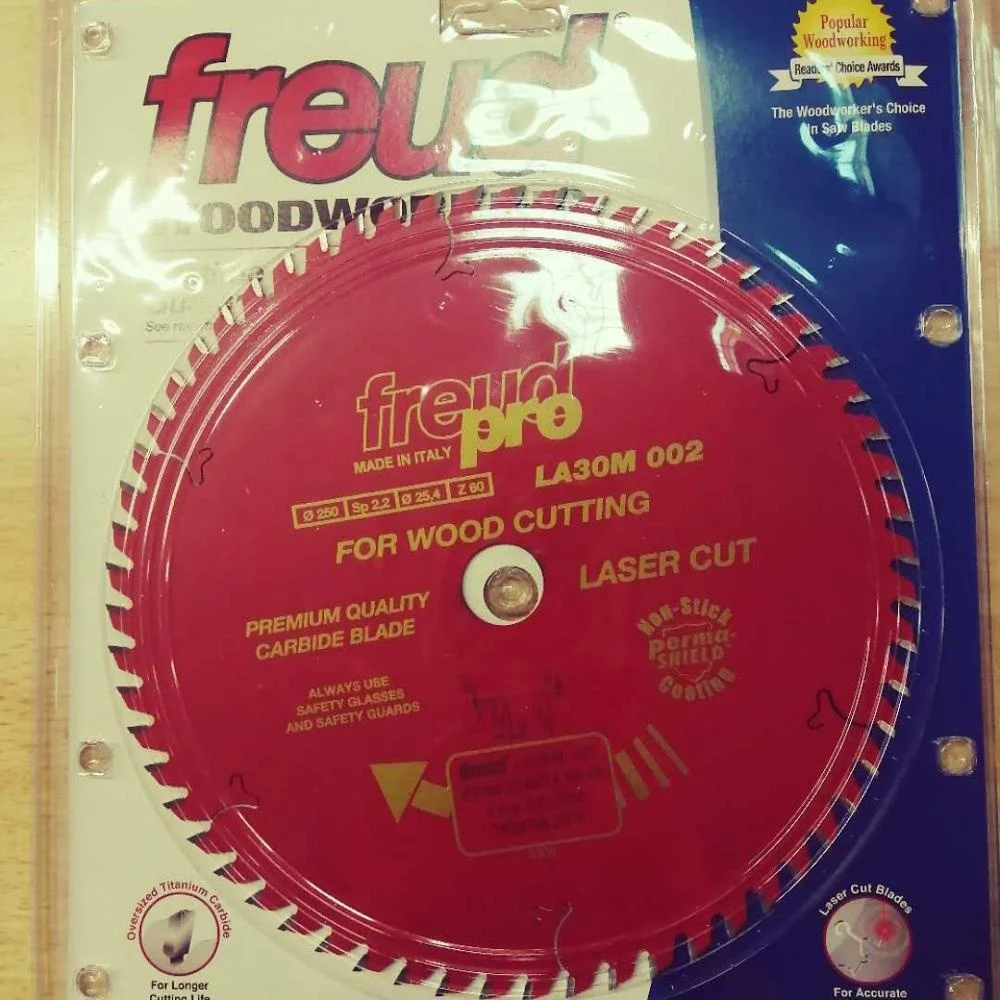 freud
Popular
Woodworking
Readers' Choice Awards
The Woodworker's Choice
In Saw Blades
See
freud
pro
MADE IN ITALY
LA30M 002
Ø 250 Sp 2,2 Ø 25,4 Z 60
FOR WOOD CUTTING
LASER CUT
PREMIUM QUALITY
CARBIDE BLADE
Non-Stick
perma-
SHIELD
Coating
ALWAYS USE
SAFETY GLASSES
AND SAFETY GUARDS
Oversized Titanium Carbide
For Longer
Cutting Life
Laser Cut Blades
For Accurate